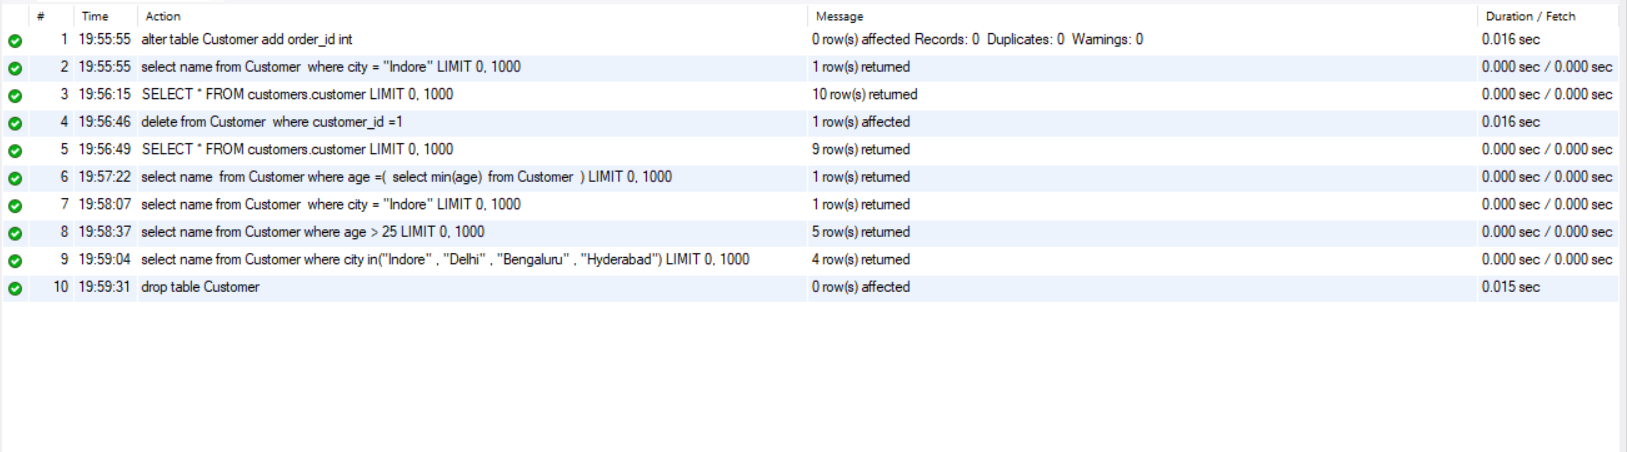 # Time Action Message Duration / Fetch
1 19:55:55 alter table Customer add order_id int 0 row(s) affected Records: 0  Duplicates: 0  Warnings: 0 0.016 sec
2 19:55:55 select name from Customer  where city = "Indore" LIMIT 0, 1000 1 row(s) returned 0.000 sec / 0.000 sec
3 19:56:15 SELECT * FROM customers.customer LIMIT 0, 1000 10 row(s) returned 0.000 sec / 0.000 sec
4 19:56:46 delete from Customer  where customer_id =1 1 row(s) affected 0.016 sec
5 19:56:49 SELECT * FROM customers.customer LIMIT 0, 1000 9 row(s) returned 0.000 sec / 0.000 sec
6 19:57:22 select name  from Customer where age =(  select min(age)  from Customer  ) LIMIT 0, 1000 1 row(s) returned 0.000 sec / 0.000 sec
7 19:58:07 select name from Customer  where city = "Indore" LIMIT 0, 1000 1 row(s) returned 0.000 sec / 0.000 sec
8 19:58:37 select name from Customer where age > 25 LIMIT 0, 1000 5 row(s) returned 0.000 sec / 0.000 sec
9 19:59:04 select name from Customer where city in("Indore" , "Delhi" , "Bengaluru" , "Hyderabad") LIMIT 0, 1000 4 row(s) returned 0.000 sec / 0.000 sec
10 19:59:31 drop table Customer 0 row(s) affected 0.015 sec